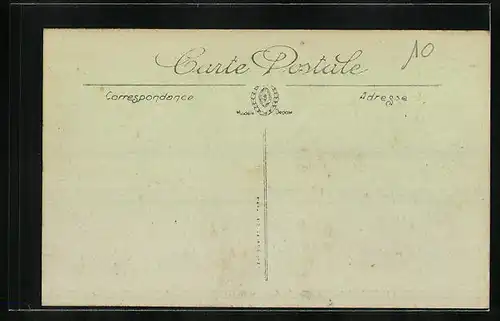 Carte Postale
10
Correspondance
Adresse